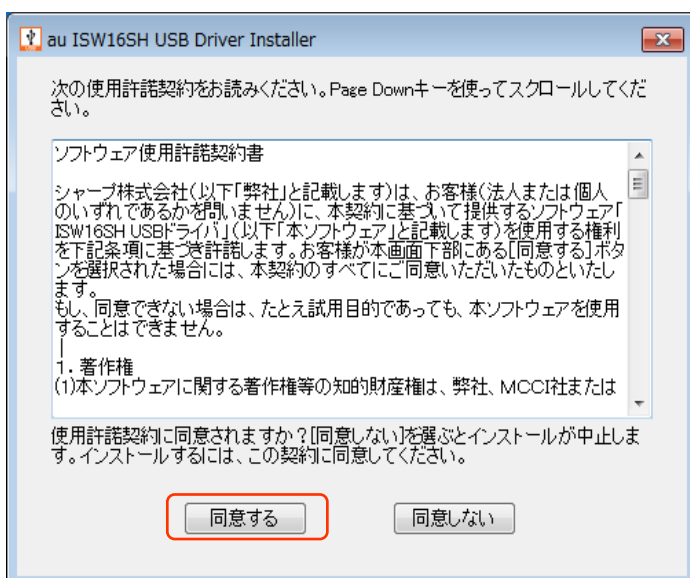 au ISW16SH USB Driver Installer
次の使用許諾契約をお読みください。Page Downキーを使ってスクロールしてくだ
さい。
ソフトウェア使用許諾契約書
シャープ株式会社(以下「弊社」と記載します)は、お客様(法人または個人
のいずれであるかを問いません)に、本契約に基づいて提供するソフトウェア「
ISW16SH USBドライバ」(以下「本ソフトウェア」と記載します)を使用する権利
を下記条項に基づき許諾します。お客様が本画面下部にある[同意する]ボタ
ンを選択された場合には、本契約のすべてにご同意いただいたものといたし
ます。
もし、同意できない場合は、たとえ試用目的であっても、本ソフトウェアを使用
することはできません。
1. 著作権
(1)本ソフトウェアに関する著作権等の知的財産権は、弊社、MCCI社または
使用許諾契約に同意されますか?[同意しない]を選ぶとインストールが中止しま
す。インストールするには、この契約に同意してください。
同意する
同意しない